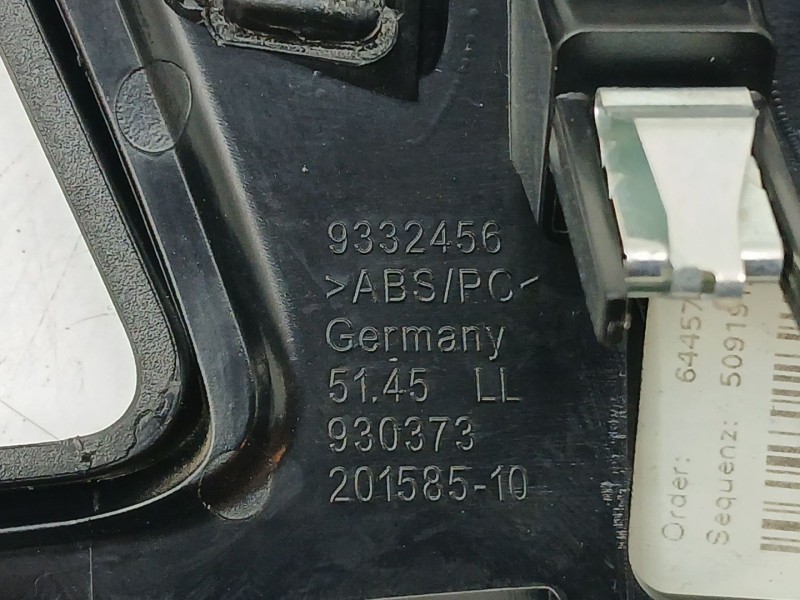 9332456
>ABS/PC<
Germany
51.45 LL
930373
201585-10
Order:
Sequenz: